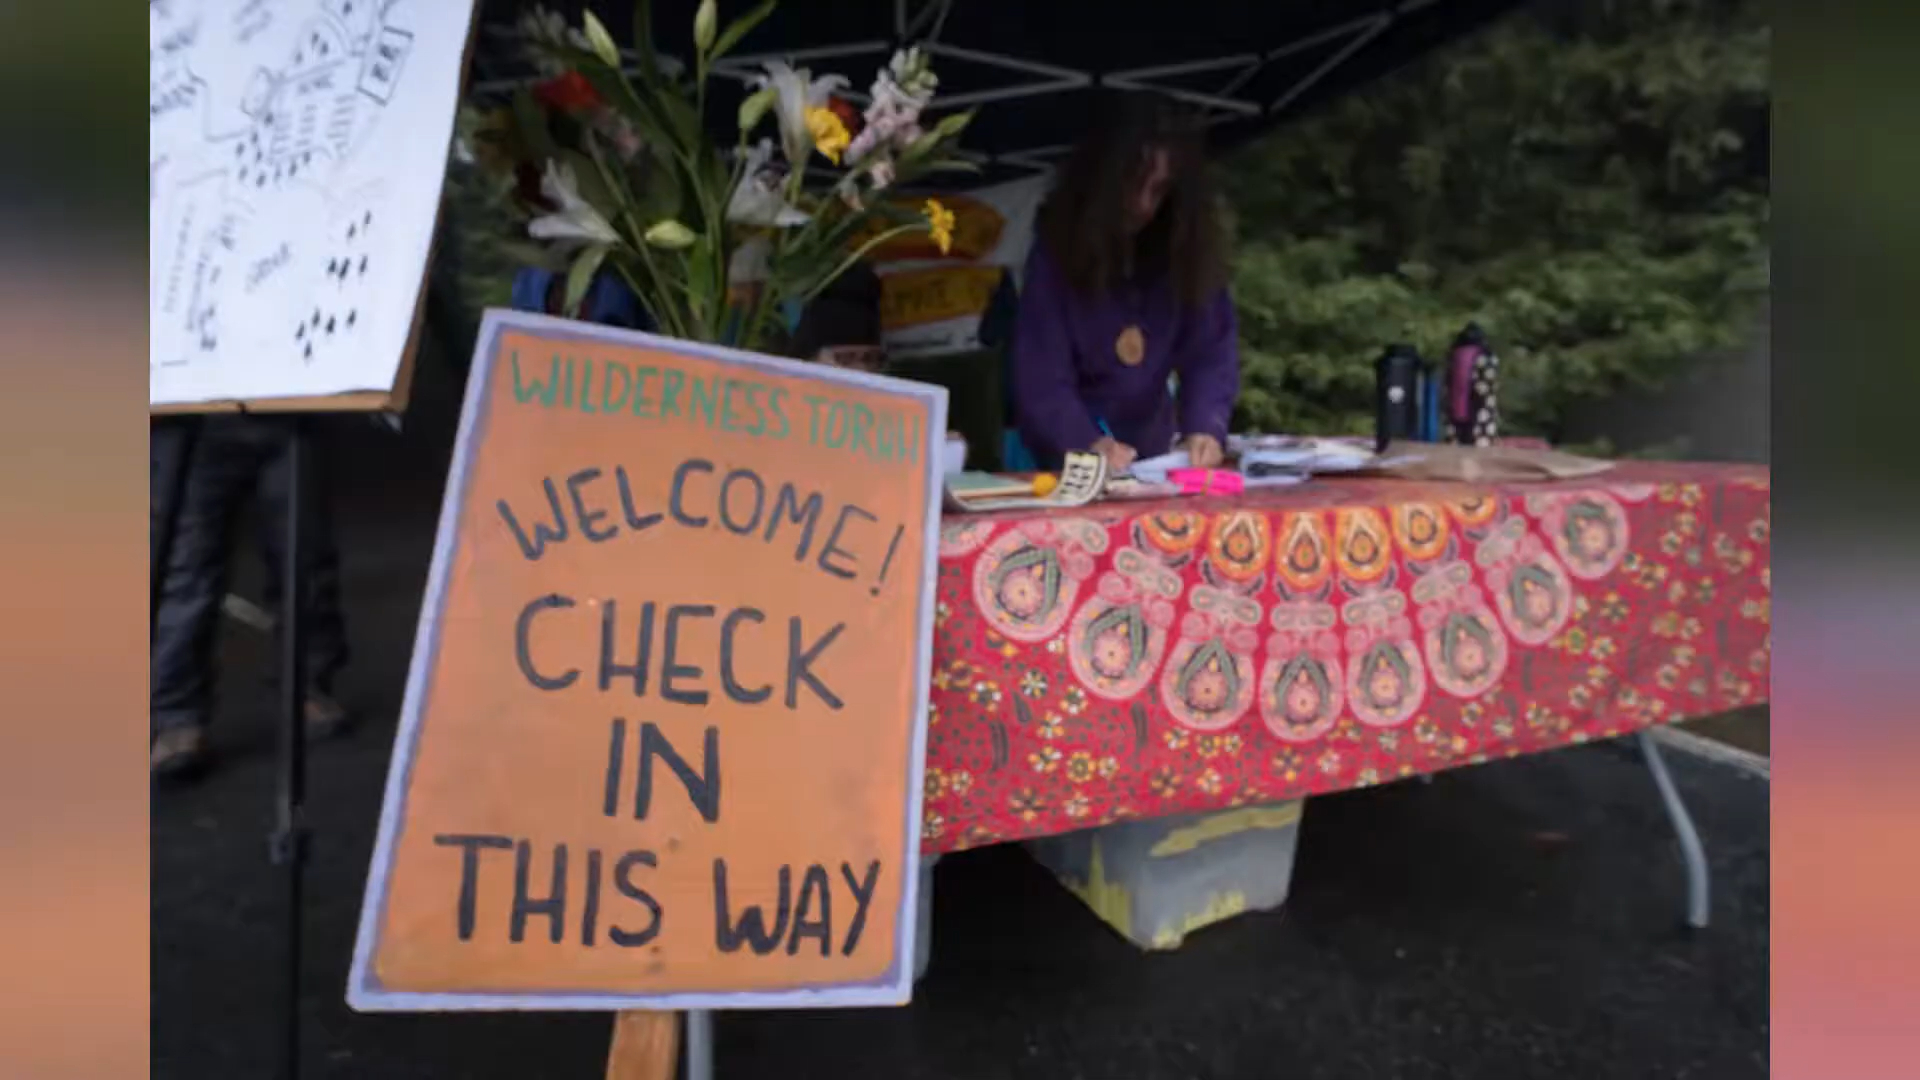 WILDERNESS TORAH
WELCOME!
CHECK
IN
THIS WAY